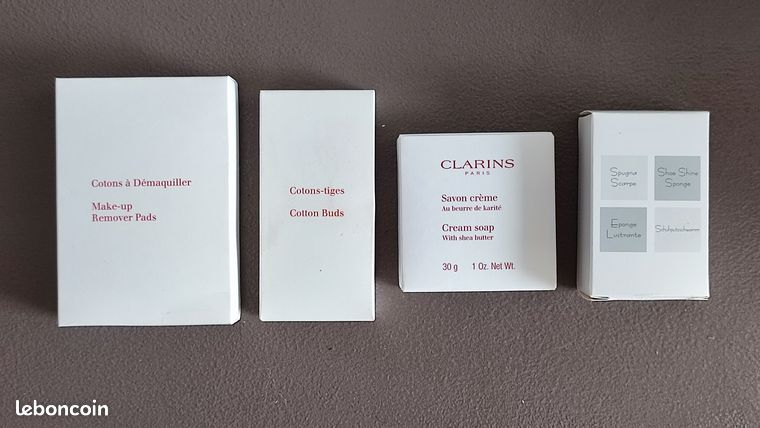 Cotons à Démaquiller
Make-up
Remover Pads
Cotons-tiges
Cotton Buds
CLARINS
PARIS
Savon crème
Au beurre de karité
Cream soap
With shea butter
30 g 1 Oz. Net Wt.
Spugna
Scarpe
Shoe Shine
Sponge
Eponge
Lustrante
Schuhputzschwamm
leboncoin